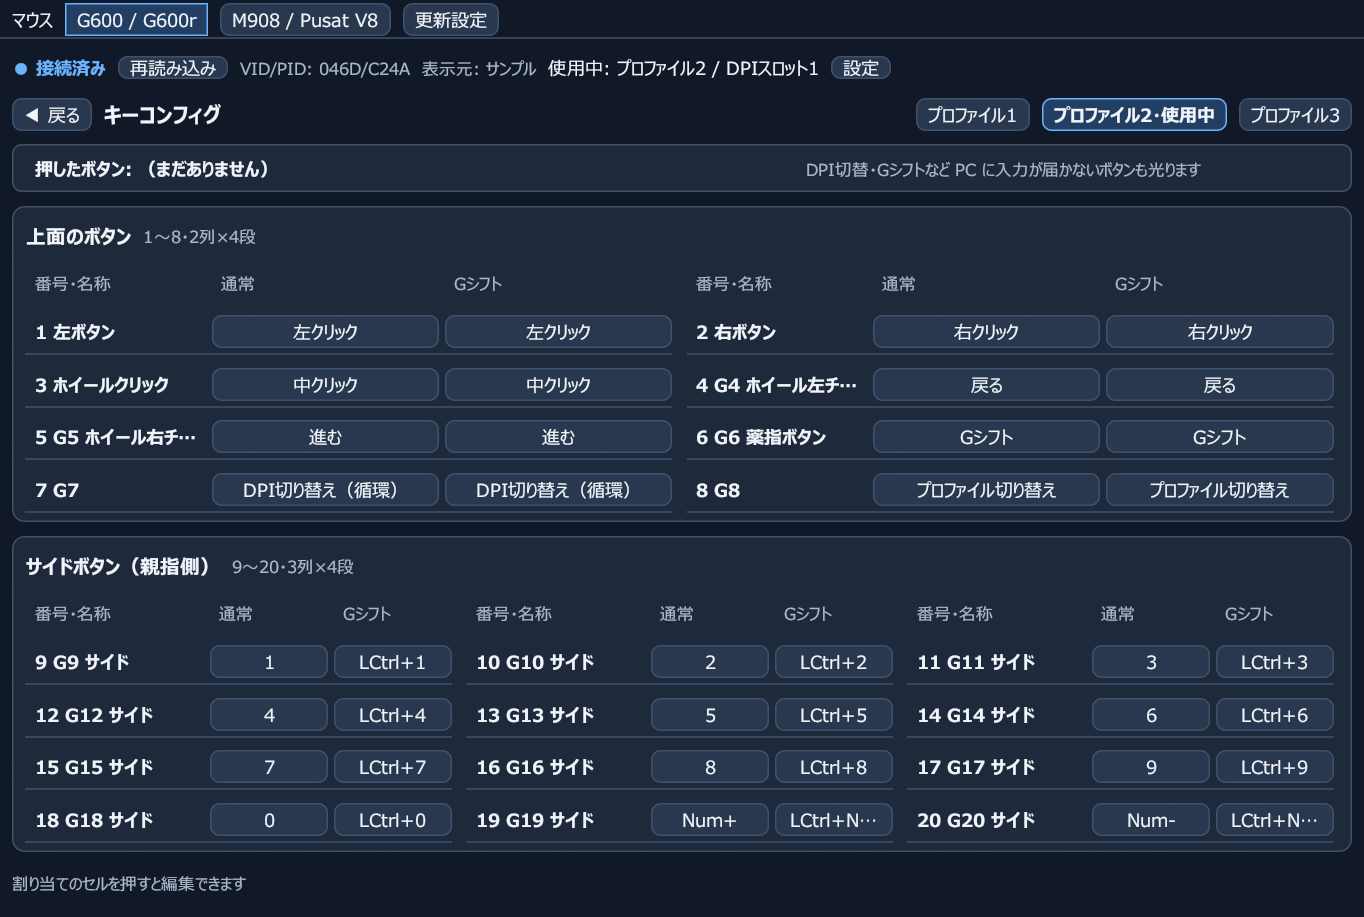 マウス G600 / G600r M908 / Pusat V8 更新設定
● 接続済み 再読み込み VID/PID: 046D/C24A 表示元: サンプル 使用中: プロファイル2 / DPIスロット1 設定
◀ 戻る キーコンフィグ プロファイル1 プロファイル2・使用中 プロファイル3
押したボタン: （まだありません） DPI切替・Gシフトなど PC に入力が届かないボタンも光ります
上面のボタン 1～8・2列×4段
番号・名称 通常 Gシフト 番号・名称 通常 Gシフト
1 左ボタン 左クリック 左クリック 2 右ボタン 右クリック 右クリック
3 ホイールクリック 中クリック 中クリック 4 G4 ホイール左チ… 戻る 戻る
5 G5 ホイール右チ… 進む 進む 6 G6 薬指ボタン Gシフト Gシフト
7 G7 DPI切り替え（循環） DPI切り替え（循環） 8 G8 プロファイル切り替え プロファイル切り替え
サイドボタン（親指側） 9～20・3列×4段
番号・名称 通常 Gシフト 番号・名称 通常 Gシフト 番号・名称 通常 Gシフト
9 G9 サイド 1 LCtrl+1 10 G10 サイド 2 LCtrl+2 11 G11 サイド 3 LCtrl+3
12 G12 サイド 4 LCtrl+4 13 G13 サイド 5 LCtrl+5 14 G14 サイド 6 LCtrl+6
15 G15 サイド 7 LCtrl+7 16 G16 サイド 8 LCtrl+8 17 G17 サイド 9 LCtrl+9
18 G18 サイド 0 LCtrl+0 19 G19 サイド Num+ LCtrl+N… 20 G20 サイド Num- LCtrl+N…
割り当てのセルを押すと編集できます